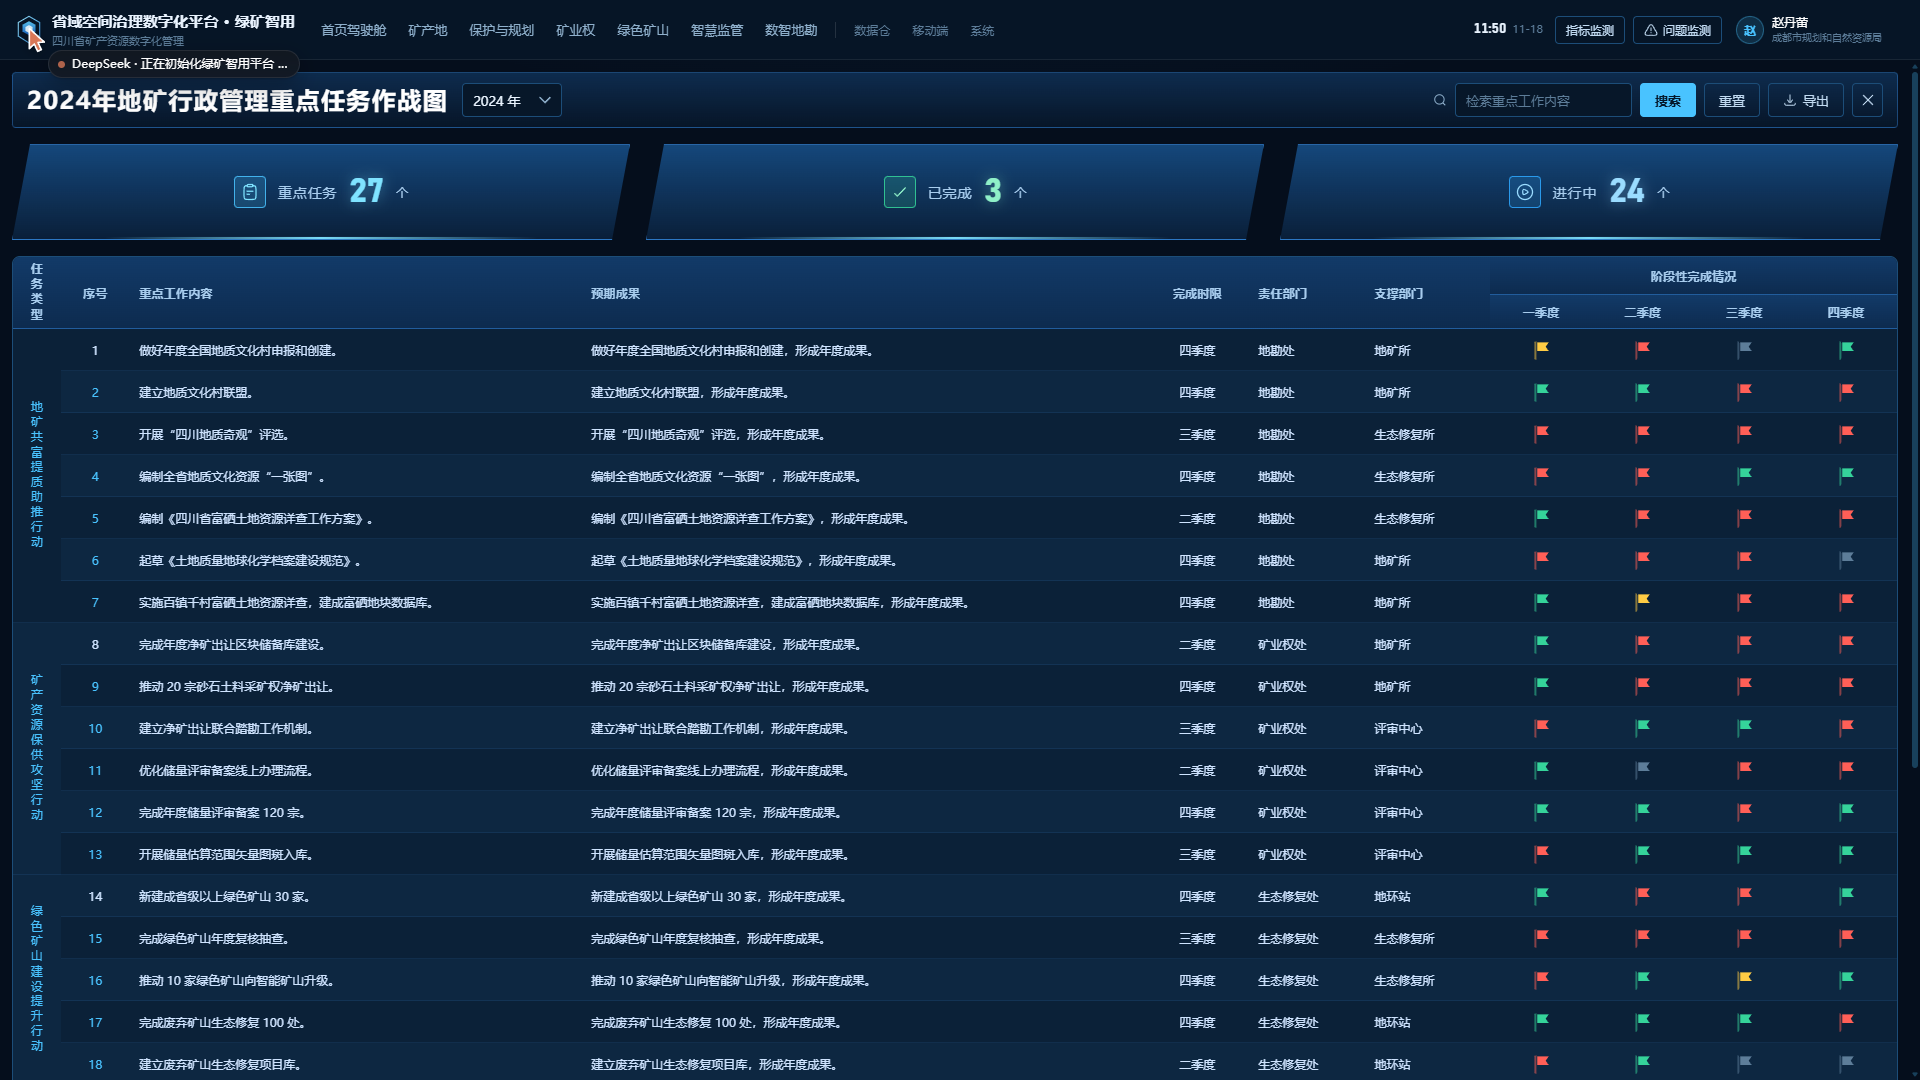 省域空间治理数字化平台 • 绿矿智用
四川省矿产资源数字化管理
首页驾驶舱 矿产地 保护与规划 矿业权 绿色矿山 智慧监管 数智地勘 数据仓 移动端 系统
11:50 11-18 指标监测 问题监测 赵 赵丹苗
成都市规划和自然资源局
DeepSeek · 正在初始化绿矿智用平台 ...
2024年地矿行政管理重点任务作战图 2024 年 检索重点工作内容 搜索 重置 导出
重点任务 27 个 已完成 3 个 进行中 24 个
任务类型 序号 重点工作内容 预期成果 完成时限 责任部门 支撑部门 阶段性完成情况
一季度 二季度 三季度 四季度
地矿共富提质助推行动
1 做好年度全国地质文化村申报和创建。 做好年度全国地质文化村申报和创建，形成年度成果。 四季度 地勘处 地矿所
2 建立地质文化村联盟。 建立地质文化村联盟，形成年度成果。 四季度 地勘处 地矿所
3 开展“四川地质奇观”评选。 开展“四川地质奇观”评选，形成年度成果。 三季度 地勘处 生态修复所
4 编制全省地质文化资源“一张图”。 编制全省地质文化资源“一张图”，形成年度成果。 四季度 地勘处 生态修复所
5 编制《四川省富硒土地资源详查工作方案》。 编制《四川省富硒土地资源详查工作方案》，形成年度成果。 二季度 地勘处 生态修复所
6 起草《土地质量地球化学档案建设规范》。 起草《土地质量地球化学档案建设规范》，形成年度成果。 四季度 地勘处 地矿所
7 实施百镇千村富硒土地资源详查，建成富硒地块数据库。 实施百镇千村富硒土地资源详查，建成富硒地块数据库，形成年度成果。 四季度 地勘处 地矿所
矿产资源保供攻坚行动
8 完成年度净矿出让区块储备库建设。 完成年度净矿出让区块储备库建设，形成年度成果。 二季度 矿业权处 地矿所
9 推动 20 宗砂石土料采矿权净矿出让。 推动 20 宗砂石土料采矿权净矿出让，形成年度成果。 四季度 矿业权处 地矿所
10 建立净矿出让联合踏勘工作机制。 建立净矿出让联合踏勘工作机制，形成年度成果。 三季度 矿业权处 评审中心
11 优化储量评审备案线上办理流程。 优化储量评审备案线上办理流程，形成年度成果。 二季度 矿业权处 评审中心
12 完成年度储量评审备案 120 宗。 完成年度储量评审备案 120 宗，形成年度成果。 四季度 矿业权处 评审中心
13 开展储量估算范围矢量图斑入库。 开展储量估算范围矢量图斑入库，形成年度成果。 三季度 矿业权处 评审中心
绿色矿山建设提升行动
14 新建成省级以上绿色矿山 30 家。 新建成省级以上绿色矿山 30 家，形成年度成果。 四季度 生态修复处 地环站
15 完成绿色矿山年度复核抽查。 完成绿色矿山年度复核抽查，形成年度成果。 三季度 生态修复处 生态修复所
16 推动 10 家绿色矿山向智能矿山升级。 推动 10 家绿色矿山向智能矿山升级，形成年度成果。 四季度 生态修复处 生态修复所
17 完成废弃矿山生态修复 100 处。 完成废弃矿山生态修复 100 处，形成年度成果。 四季度 生态修复处 地环站
18 建立废弃矿山生态修复项目库。 建立废弃矿山生态修复项目库，形成年度成果。 二季度 生态修复处 地环站